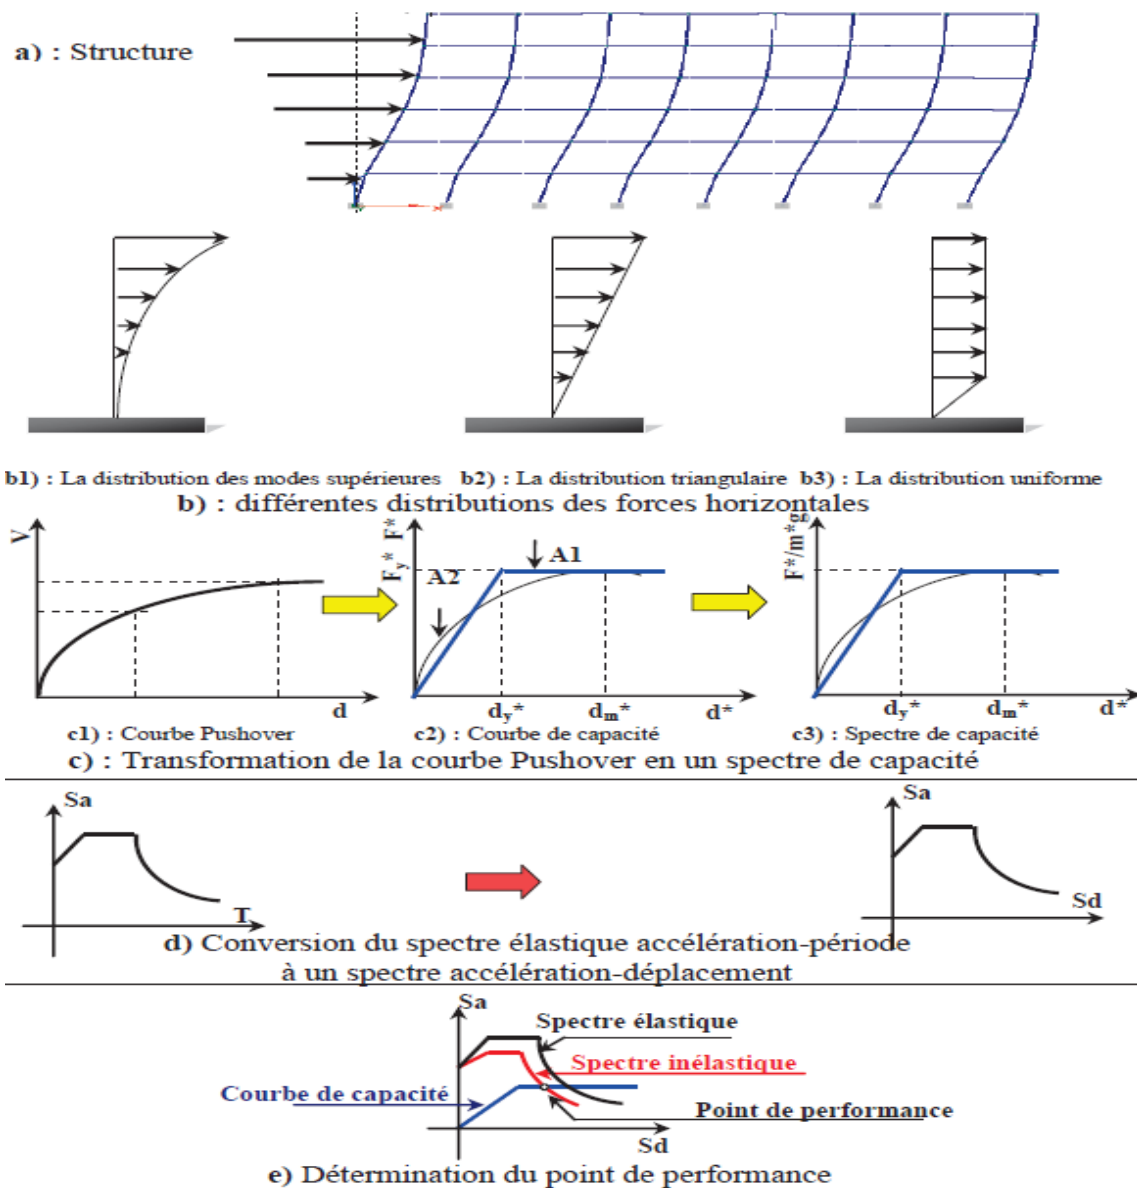 a) : Structure
b1) : La distribution des modes supérieures b2) : La distribution triangulaire b3) : La distribution uniforme
b) : différentes distributions des forces horizontales
V
d
Fy* F*
A2
A1
dy*
dm*
d*
F*/m*g
dy*
dm*
d*
c1) : Courbe Pushover
c2) : Courbe de capacité
c3) : Spectre de capacité
c) : Transformation de la courbe Pushover en un spectre de capacité
Sa
T
Sa
Sd
d) Conversion du spectre élastique accélération-période
à un spectre accélération-déplacement
Sa
Spectre élastique
Spectre inélastique
Courbe de capacité
Point de performance
Sd
e) Détermination du point de performance